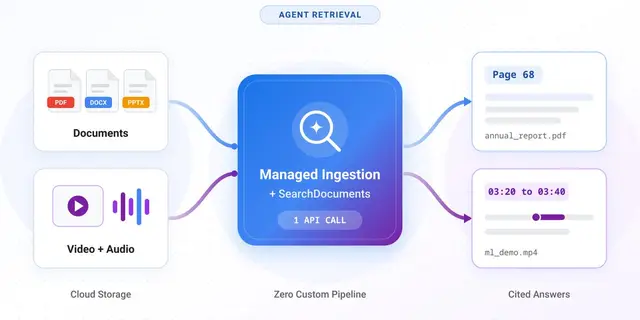 AGENT RETRIEVAL
PDF
DOCX
PPTX
Documents
Video + Audio
Cloud Storage
Managed Ingestion
+ SearchDocuments
1 API CALL
Zero Custom Pipeline
Page 68
annual_report.pdf
03:20 to 03:40
ml_demo.mp4
Cited Answers